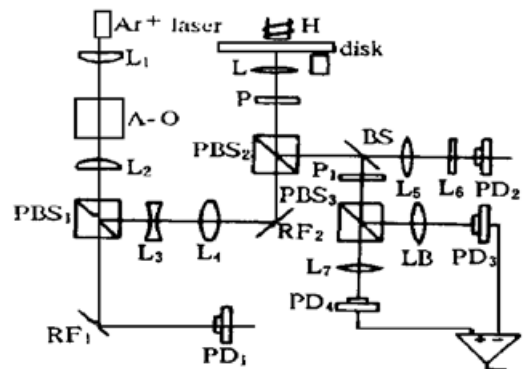 Ar+ laser
H
L1
disk
L
A-O
P
BS
L2
PBS2
P1
PBS1
PBS3
L5
L6
PD2
L3
L4
RF2
LB
PD3
L7
PD4
RF1
PD1
+ -